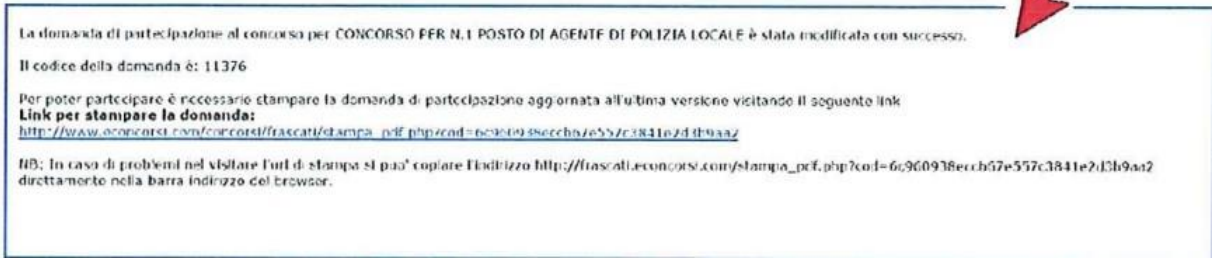 La domanda di partecipazione al concorso per CONCORSO PER N.1 POSTO DI AGENTE DI POLIZIA LOCALE è stata modificata con successo.
Il codice della domanda è: 11376
Per poter partecipare è necessario stampare la domanda di partecipazione aggiornata all'ultima versione visitando il seguente link
Link per stampare la domanda:
http://www.econcorsi.com/concorsi/frascati/stampa_pdf.php?cod=6c960938eccb67e557c3841e2d3b9aa2
NB: In caso di problemi nel visitare l'url di stampa si puo' copiare l'indirizzo http://frascati.econcorsi.com/stampa_pdf.php?cod=6c960938eccb67e557c3841e2d3b9aa2
direttamente nella barra indirizzo del browser.